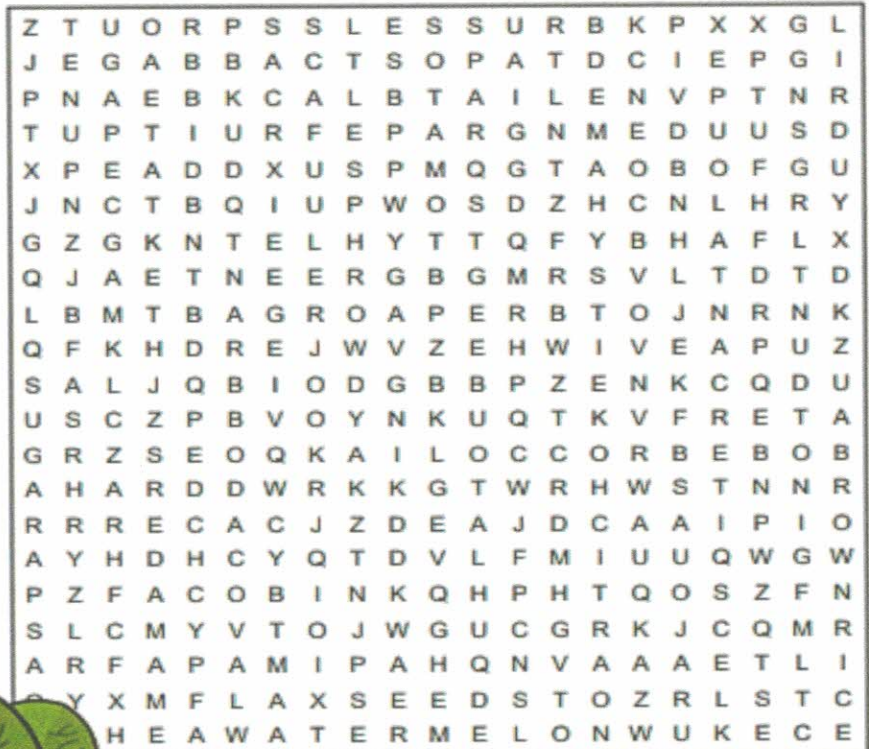 Z T U O R P S S L E S S U R B K P X X G L
J E G A B B A C T S O P A T D C I E P G I
P N A E B K C A L B T A I L E N V P T N R
T U P T I U R F E P A R G N M E D U U S D
X P E A D D X U S P M Q G T A O B O F G U
J N C T B Q I U P W O S D Z H C N L H R Y
G Z G K N T E L H Y T T Q F Y B H A F L X
Q J A E T N E E R G B G M R S V L T D T D
L B M T B A G R O A P E R B T O J N R N K
Q F K H D R E J W V Z E H W I V E A P U Z
S A L J Q B I O D G B B P Z E N K C Q D U
U S C Z P B V O Y N K U Q T K V F R E T A
G R Z S E O Q K A I L O C C O R B E B O B
A H A R D D W R K K G T W R H W S T N N R
R R R E C A C J Z D E A J D C A A I P I O
A Y H D H C Y Q T D V L F M I U U Q W G W
P Z F A C O B I N K Q H P H T Q O S Z F N
S L C M Y V T O J W G U C G R K J C Q M R
A R F A P A M I P A H Q N V A A A E T L I
Y X M F L A X S E E D S T O Z R L S T C
H E A W A T E R M E L O N W U K E C E